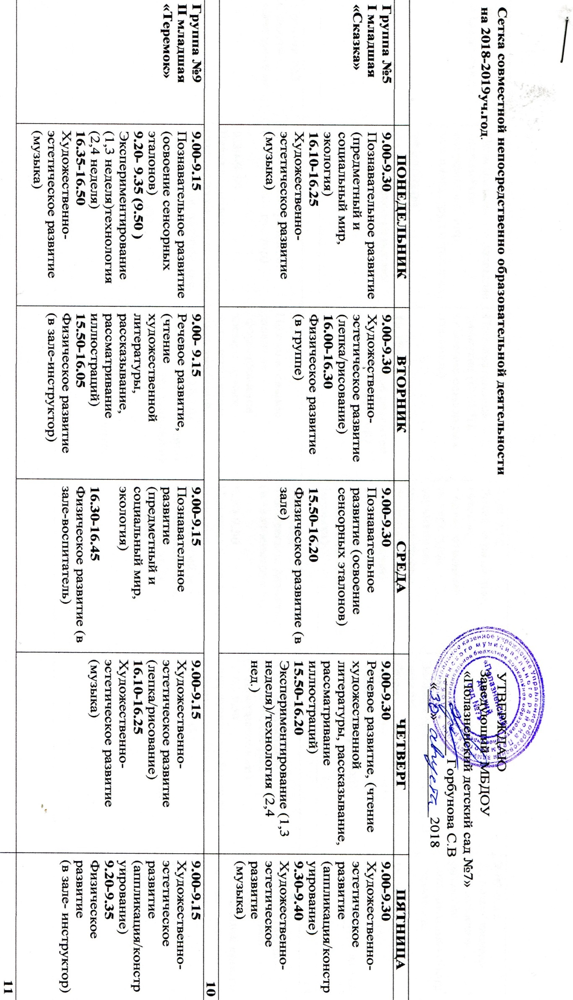 УТВЕРЖДАЮ
Заведующий МБДОУ
«Полазненский детский сад №7»
Горбунова С.В
«30» августа 2018
Сетка совместной непосредственно образовательной деятельности
на 2018-2019уч.год.
ПОНЕДЕЛЬНИК ВТОРНИК СРЕДА ЧЕТВЕРГ ПЯТНИЦА
Группа №5
I младшая
«Сказка»
9.00-9.30
Познавательное развитие
(предметный и
социальный мир,
экология)
16.10-16.25
Художественно-
эстетическое развитие
(музыка)
9.00-9.30
Художественно-
эстетическое развитие
(лепка/рисование)
16.00-16.30
Физическое развитие
(в группе)
9.00-9.30
Познавательное
развитие (освоение
сенсорных эталонов)
15.50-16.20
Физическое развитие (в
зале)
9.00-9.30
Речевое развитие, (чтение
художественной
литературы, рассказывание,
рассматривание
иллюстраций)
15.50-16.20
Экспериментирование (1,3
неделя)/технология (2,4
нед.)
9.00-9.30
Художественно-
эстетическое
развитие
(аппликация/констр
уирование)
9.30-9.40
Художественно-
эстетическое
развитие
(музыка)
10
Группа №9
II младшая
«Теремок»
9.00-9.15
Познавательное развитие
(освоение сенсорных
эталонов)
9.20- 9.35 (9.50 )
Экспериментирование
(1,3 неделя)технология
(2,4 неделя)
16.35-16.50
Художественно-
эстетическое развитие
(музыка)
9.00- 9.15
Речевое развитие,
(чтение
художественной
литературы,
рассказывание,
рассматривание
иллюстраций)
15.50-16.05
Физическое развитие
(в зале-инструктор)
9.00-9.15
Познавательное
развитие
(предметный и
социальный мир,
экология)
16.30-16.45
Физическое развитие (в
зале-воспитатель)
9.00-9.15
Художественно-
эстетическое развитие
(лепка/рисование)
16.10-16.25
Художественно-
эстетическое развитие
(музыка)
9.00-9.15
Художественно-
эстетическое
развитие
(аппликация/констр
уирование)
9.20-9.35
Физическое
развитие
(в зале- инструктор)
11